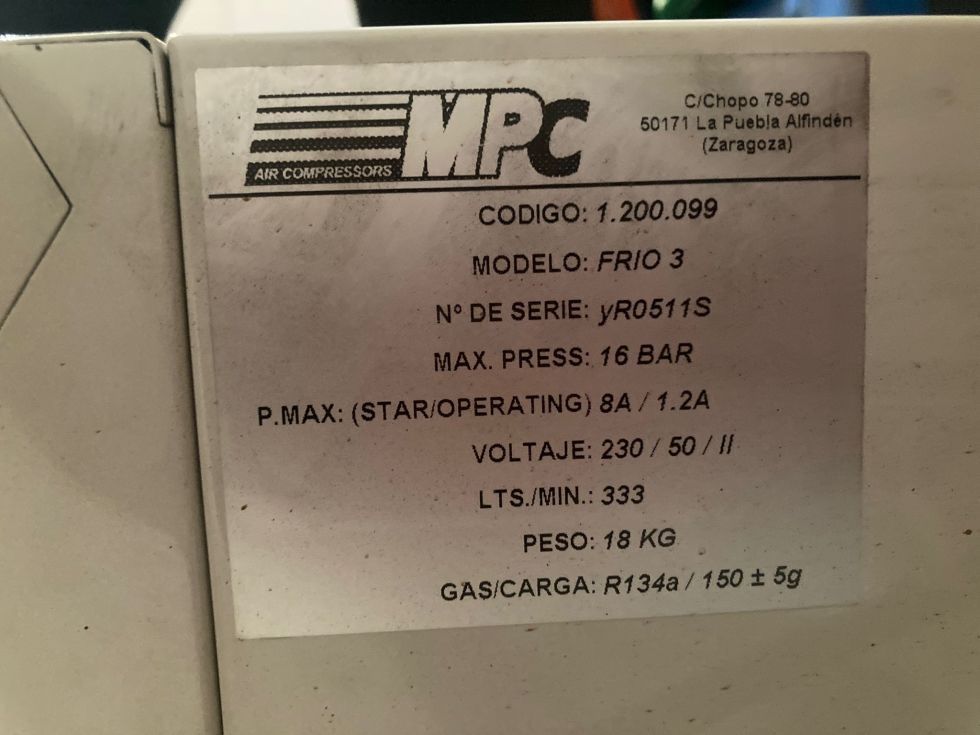 MPC
AIR COMPRESSORS
C/Chopo 78-80
50171 La Puebla Alfindén
(Zaragoza)
CODIGO: 1.200.099
MODELO: FRIO 3
Nº DE SERIE: yR0511S
MAX. PRESS: 16 BAR
P.MAX: (STAR/OPERATING) 8A / 1.2A
VOLTAJE: 230 / 50 / II
LTS./MIN.: 333
PESO: 18 KG
GAS/CARGA: R134a / 150 ± 5g